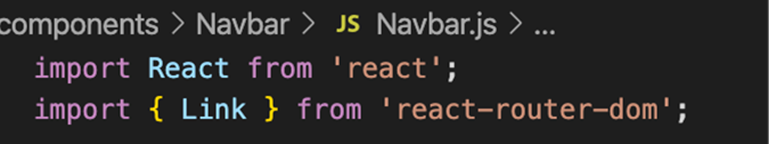 components > Navbar > JS Navbar.js > ...
import React from 'react';
import { Link } from 'react-router-dom';